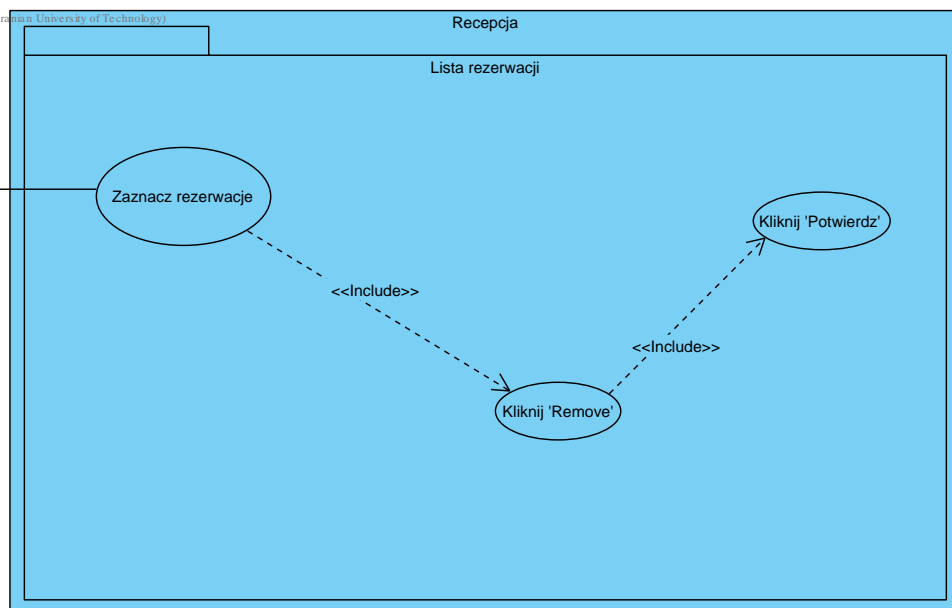 ranian University of Technology)
Recepcja
Lista rezerwacji
Zaznacz rezerwacje
Kliknij 'Potwierdz'
<<Include>>
<<Include>>
Kliknij 'Remove'